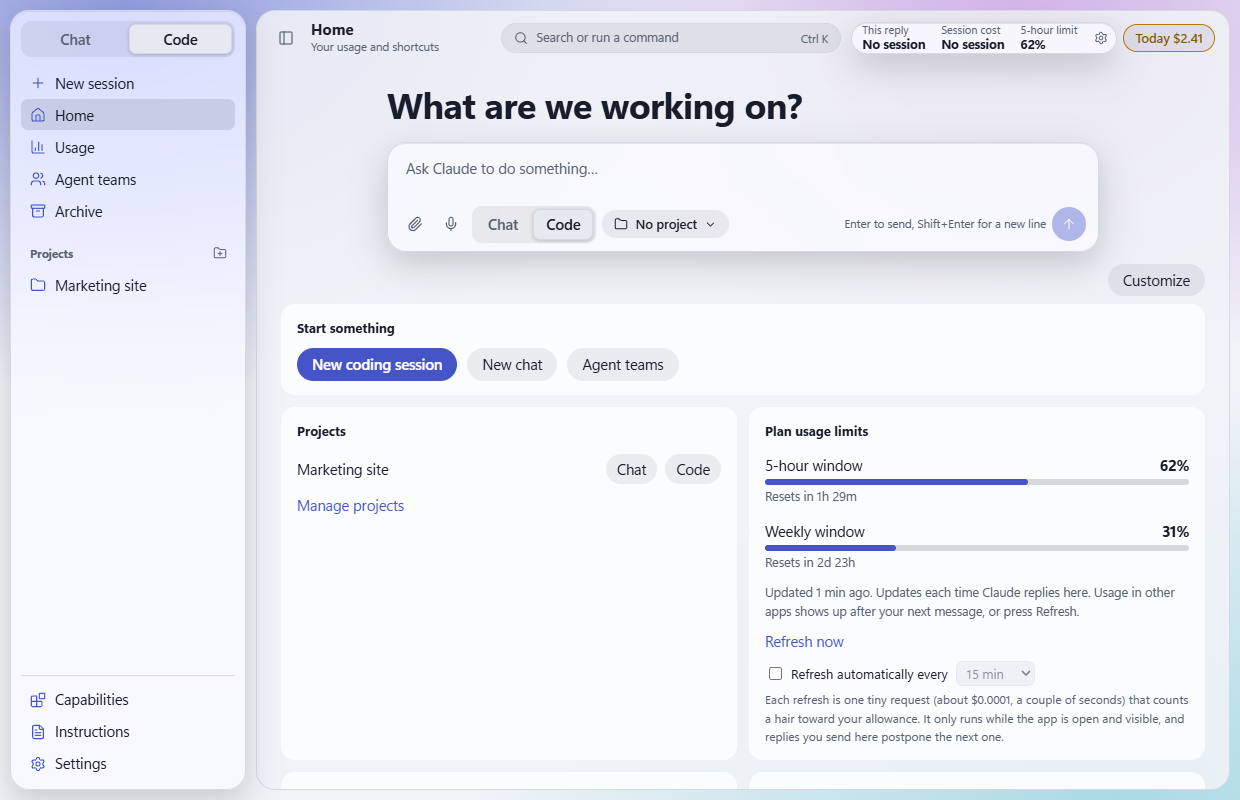 Chat
Code
New session
Home
Usage
Agent teams
Archive
Projects
Marketing site
Capabilities
Instructions
Settings
Home
Your usage and shortcuts
Search or run a command
Ctrl K
This reply
No session
Session cost
No session
5-hour limit
62%
Today $2.41
What are we working on?
Ask Claude to do something...
Chat
Code
No project
Enter to send, Shift+Enter for a new line
Customize
Start something
New coding session
New chat
Agent teams
Projects
Marketing site
Chat
Code
Manage projects
Plan usage limits
5-hour window
62%
Resets in 1h 29m
Weekly window
31%
Resets in 2d 23h
Updated 1 min ago. Updates each time Claude replies here. Usage in other
apps shows up after your next message, or press Refresh.
Refresh now
Refresh automatically every
15 min
Each refresh is one tiny request (about $0.0001, a couple of seconds) that counts
a hair toward your allowance. It only runs while the app is open and visible, and
replies you send here postpone the next one.